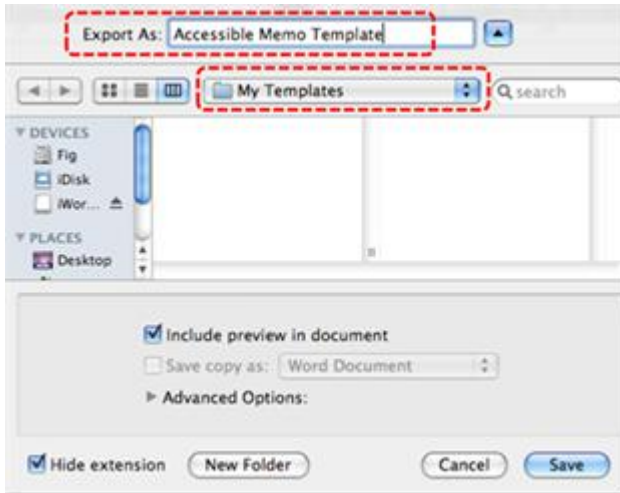 Export As: Accessible Memo Template
My Templates
search
DEVICES
Fig
iDisk
iWor...
PLACES
Desktop
Include preview in document
Save copy as: Word Document
Advanced Options:
Hide extension New Folder Cancel Save